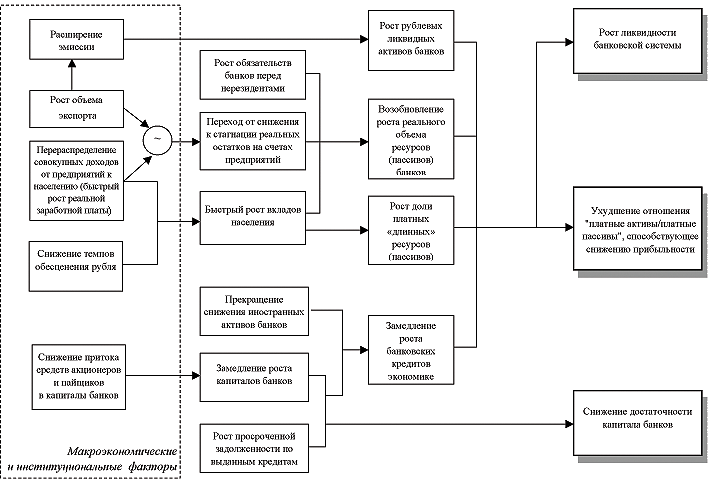 Расширение
эмиссии
Рост объема
экспорта
Перераспределение
совокупных доходов
от предприятий к
населению (быстрый
рост реальной
заработной платы)
Снижение темпов
обесценения рубля
Снижение притока
средств акционеров
и пайщиков
в капиталы банков
Макроэкономические
и институциональные факторы
~
Рост обязательств
банков перед
нерезидентами
Переход от снижения
к стагнации реальных
остатков на счетах
предприятий
Быстрый рост вкладов
населения
Прекращение
снижения иностранных
активов банков
Замедление роста
капиталов банков
Рост просроченной
задолженности по
выданным кредитам
Рост рублевых
ликвидных
активов банков
Возобновление
роста реального
объема
ресурсов
(пассивов)
банков
Рост доли
платных
«длинных»
ресурсов
(пассивов)
Замедление
роста
банковских
кредитов
экономике
Рост ликвидности
банковской системы
Ухудшение отношения
"платные активы/платные
пассивы", способствующее
снижению прибыльности
Снижение достаточности
капитала банков